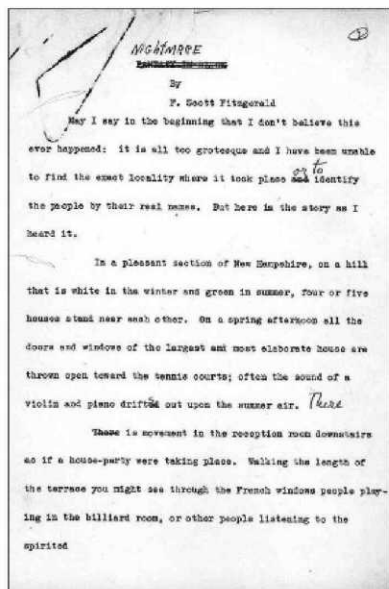 NIGHTMARE
By
F. Scott Fitzgerald
May I say in the beginning that I don't believe this
ever happened: it is all too grotesque and I have been unable
or to
to find the exact locality where it took place and identify
the people by their real names. But here is the story as I
heard it.
In a pleasant section of New Hampshire, on a hill
that is white in the winter and green in summer, four or five
houses stand near each other. On a spring afternoon all the
doors and windows of the largest and most elaborate house are
thrown open toward the tennis courts; often the sound of a
violin and piano drifts out upon the summer air. There
There is movement in the reception room downstairs
as if a house-party were taking place. Walking the length of
the terrace you might see through the French windows people play-
ing in the billiard room, or other people listening to the
spirited